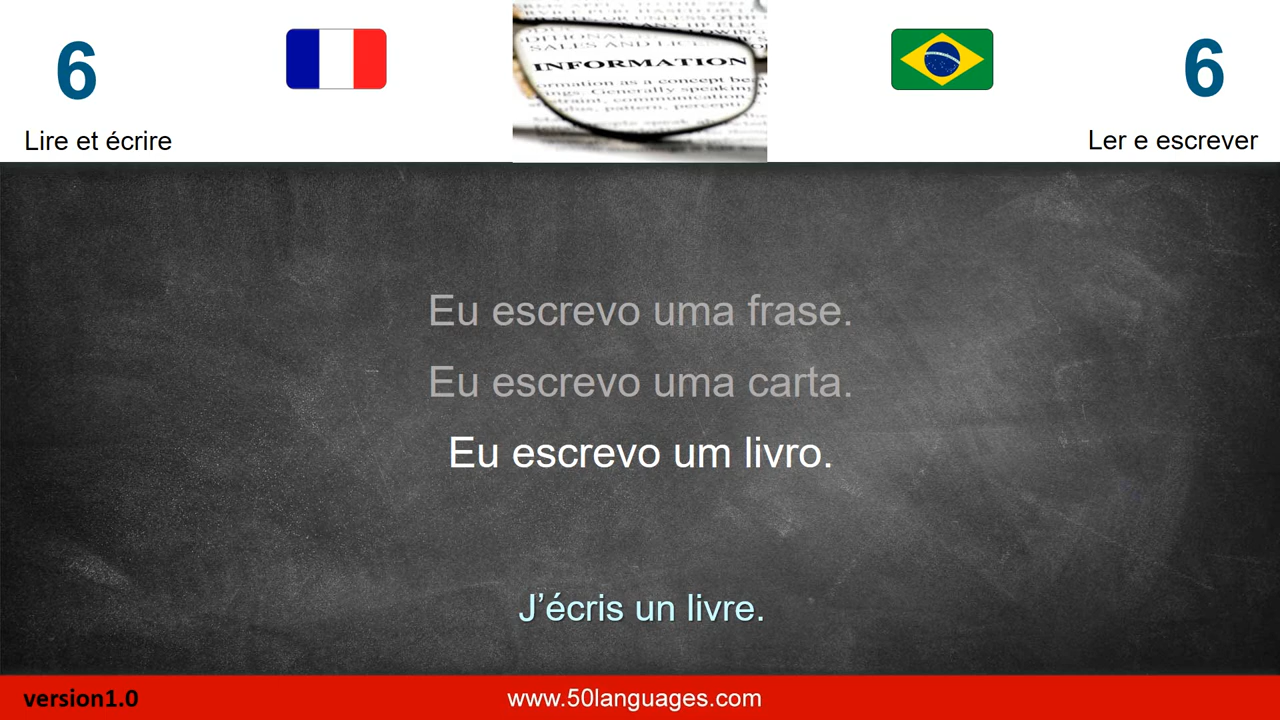 6
6
Lire et écrire
Ler e escrever
INFORMATION
Eu escrevo uma frase.
Eu escrevo uma carta.
Eu escrevo um livro.
J’écris un livre.
version1.0
www.50languages.com